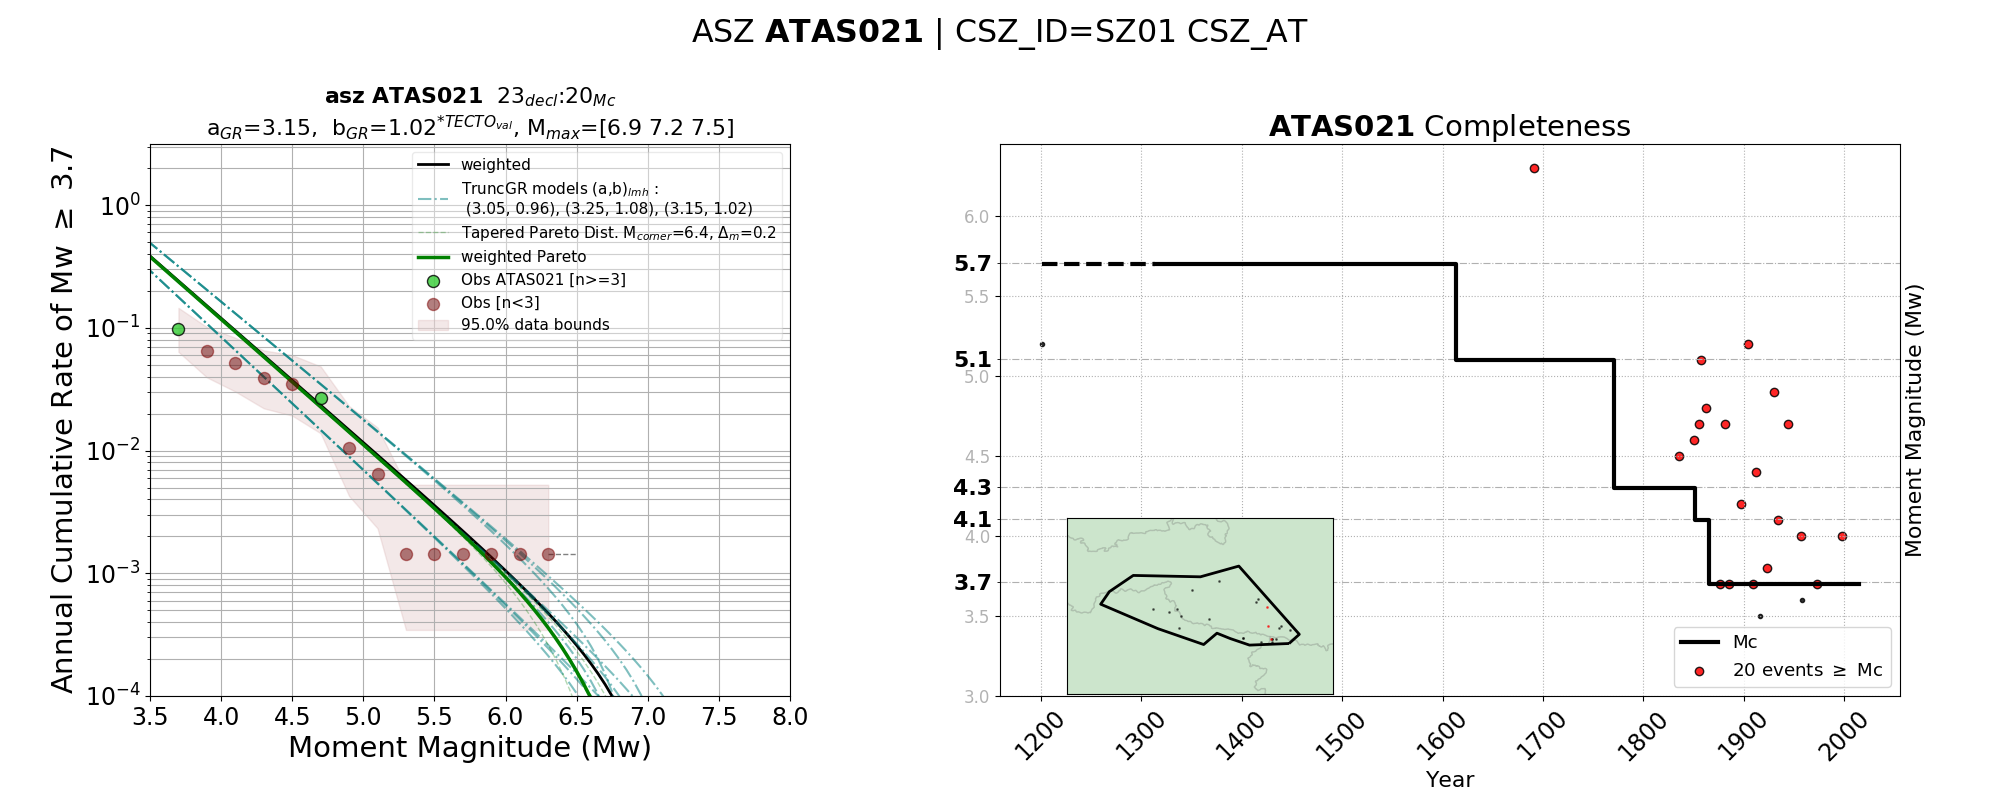 ASZ ATAS021 | CSZ_ID=SZ01 CSZ_AT
asz ATAS021 23decl:20Mc
aGR=3.15, bGR=1.02*TECTOval, Mmax=[6.9 7.2 7.5]
Annual Cumulative Rate of Mw ≥ 3.7
10^0
10^-1
10^-2
10^-3
10^-4
weighted
TruncGR models (a,b)lmh :
(3.05, 0.96), (3.25, 1.08), (3.15, 1.02)
Tapered Pareto Dist. Mcorner=6.4, Δm=0.2
weighted Pareto
Obs ATAS021 [n>=3]
Obs [n<3]
95.0% data bounds
3.5 4.0 4.5 5.0 5.5 6.0 6.5 7.0 7.5 8.0
Moment Magnitude (Mw)
ATAS021 Completeness
6.0
5.7
5.5
5.1
5.0
4.5
4.3
4.1
4.0
3.7
3.5
3.0
Moment Magnitude (Mw)
Mc
20 events ≥ Mc
1200 1300 1400 1500 1600 1700 1800 1900 2000
Year